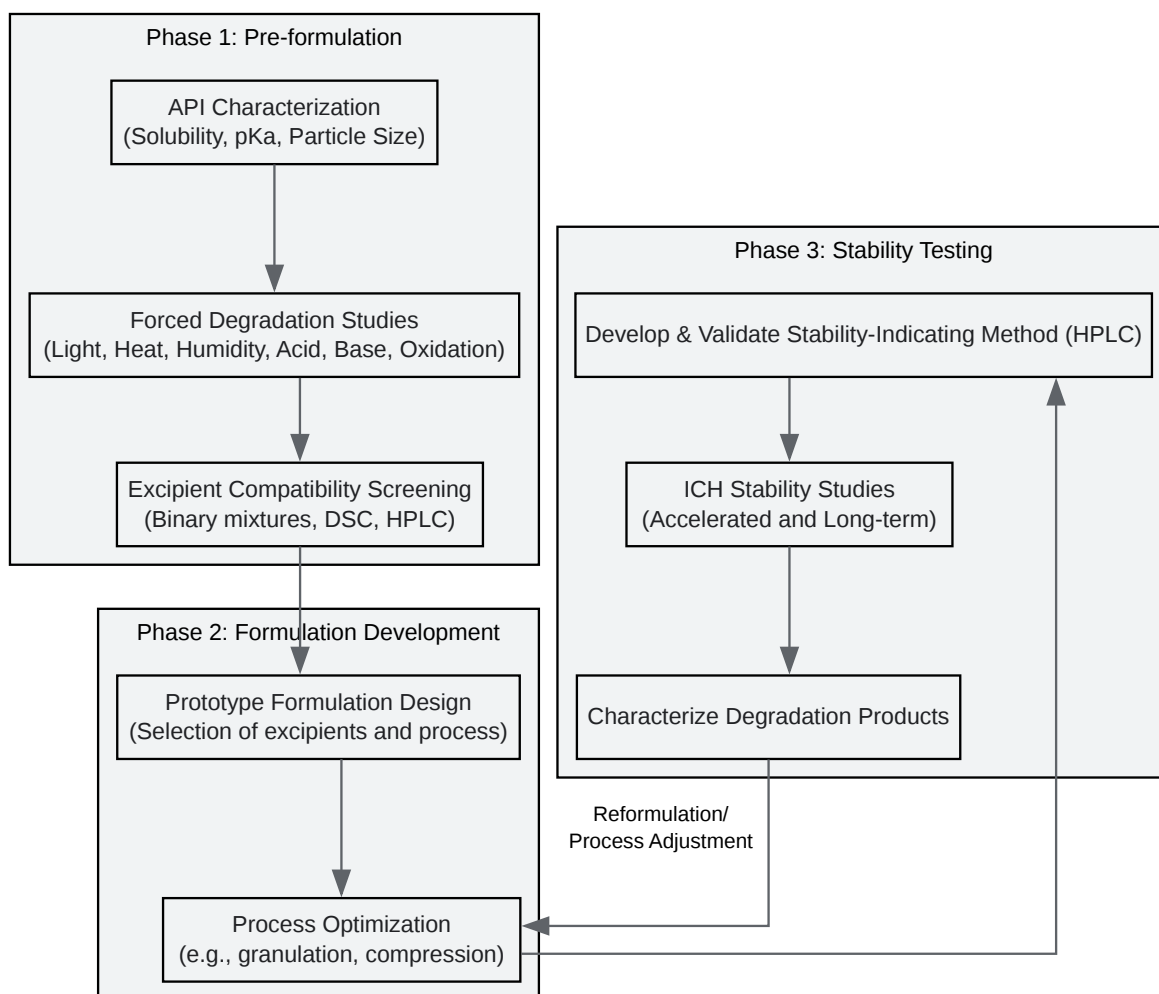 Phase 1: Pre-formulation
API Characterization
(Solubility, pKa, Particle Size)
Forced Degradation Studies
(Light, Heat, Humidity, Acid, Base, Oxidation)
Excipient Compatibility Screening
(Binary mixtures, DSC, HPLC)
Phase 2: Formulation Development
Prototype Formulation Design
(Selection of excipients and process)
Process Optimization
(e.g., granulation, compression)
Phase 3: Stability Testing
Develop & Validate Stability-Indicating Method (HPLC)
ICH Stability Studies
(Accelerated and Long-term)
Characterize Degradation Products
Reformulation/
Process Adjustment